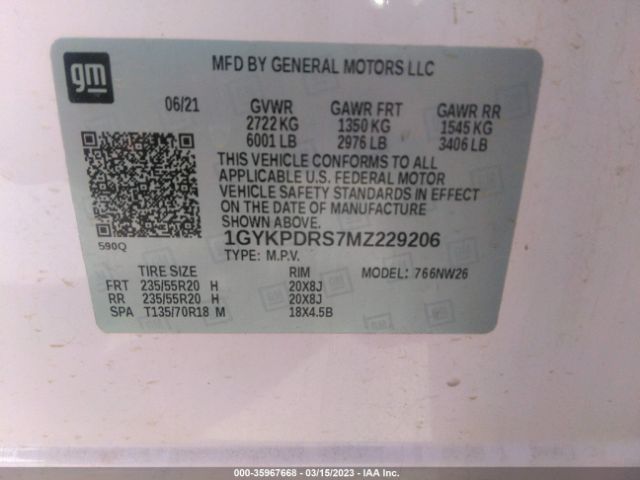 gm
MFD BY GENERAL MOTORS LLC
06/21 GVWR GAWR FRT GAWR RR
2722 KG 1350 KG 1545 KG
6001 LB 2976 LB 3406 LB
THIS VEHICLE CONFORMS TO ALL
APPLICABLE U.S. FEDERAL MOTOR
VEHICLE SAFETY STANDARDS IN EFFECT
ON THE DATE OF MANUFACTURE
SHOWN ABOVE.
590Q
1GYKPDRS7MZ229206
TYPE: M.P.V.
TIRE SIZE RIM MODEL: 766NW26
FRT 235/55R20 H 20X8J
RR 235/55R20 H 20X8J
SPA T135/70R18 M 18X4.5B
000-35967668 - 03/15/2023 - IAA Inc.